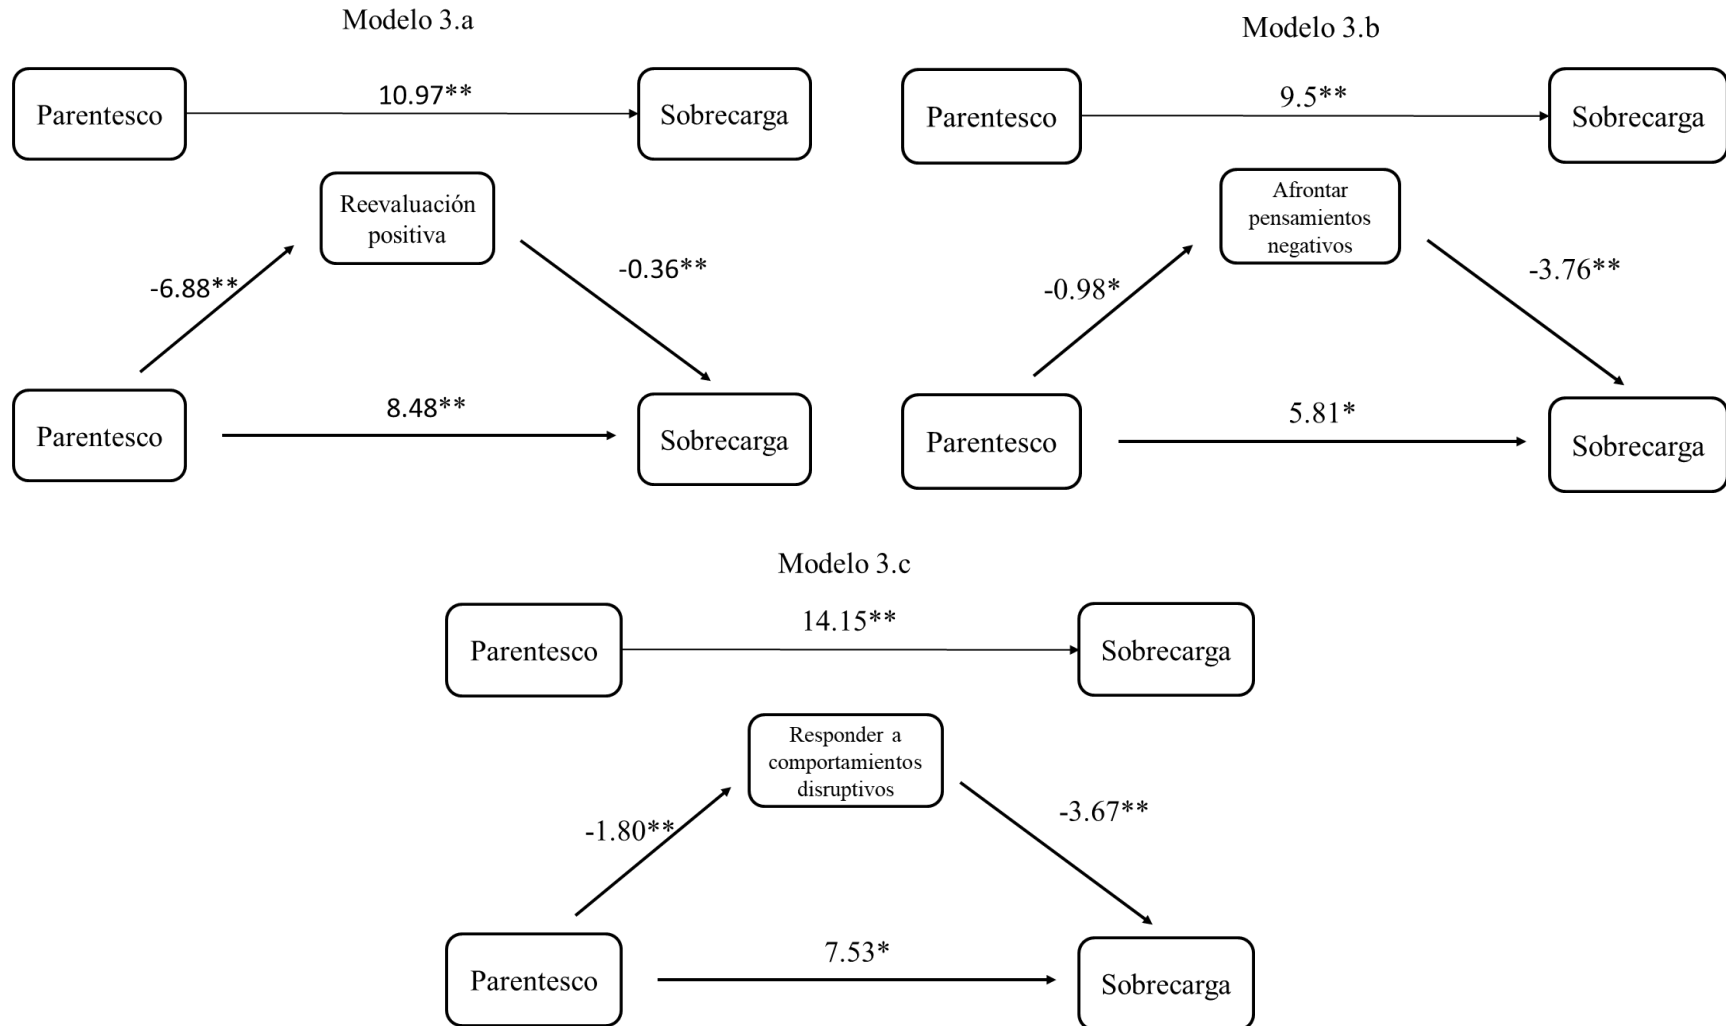 Modelo 3.a
Parentesco
10.97**
Sobrecarga
Reevaluación
positiva
-6.88**
-0.36**
Parentesco
8.48**
Sobrecarga
Modelo 3.b
Parentesco
9.5**
Sobrecarga
Afrontar
pensamientos
negativos
-0.98*
-3.76**
Parentesco
5.81*
Sobrecarga
Modelo 3.c
Parentesco
14.15**
Sobrecarga
Responder a
comportamientos
disruptivos
-1.80**
-3.67**
Parentesco
7.53*
Sobrecarga